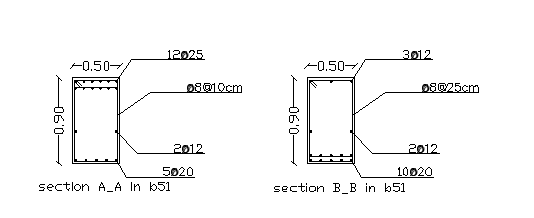 12ø25
0.50
ø8@10cm
0.90
2ø12
5ø20
section A_A in b51
3ø12
0.50
ø8@25cm
0.90
2ø12
10ø20
section B_B in b51